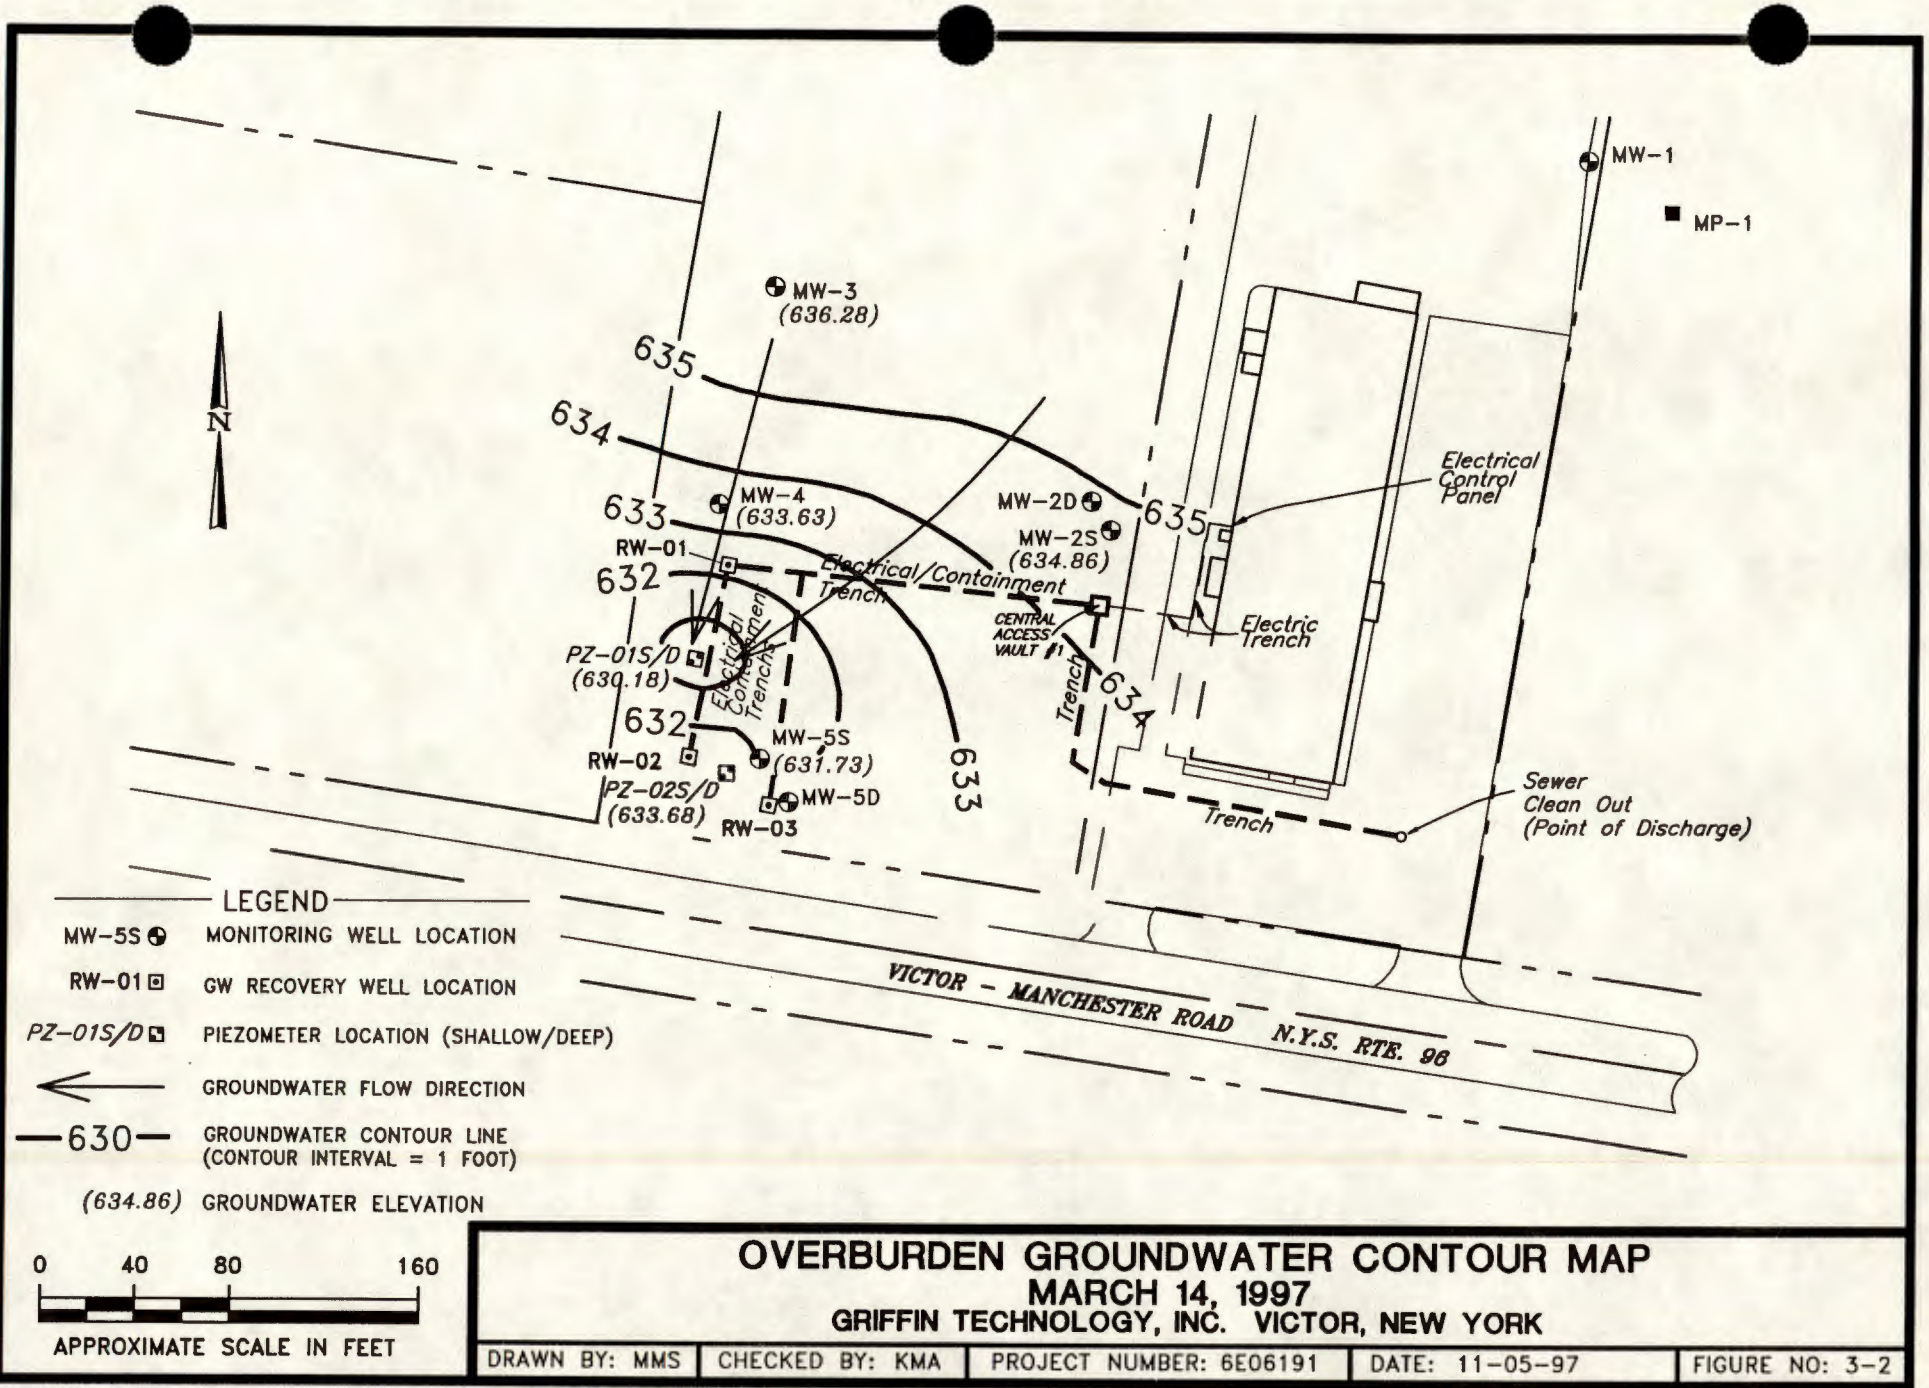 MW-1
MP-1
MW-3
(636.28)
635
634
N
MW-4
(633.63)
633
RW-01
632
MW-2D
MW-2S
(634.86)
635
Electrical
Control
Panel
Electrical/Containment
Trench
CENTRAL
ACCESS
VAULT #1
Electric
Trench
PZ-01S/D
(630.18)
Electrical
Containment
Trenchs
Trench
634
632
MW-5S
(631.73)
RW-02
PZ-02S/D
(633.68)
MW-5D
RW-03
633
Trench
Sewer
Clean Out
(Point of Discharge)
VICTOR - MANCHESTER ROAD N.Y.S. RTE. 96
LEGEND
MW-5S MONITORING WELL LOCATION
RW-01 GW RECOVERY WELL LOCATION
PZ-01S/D PIEZOMETER LOCATION (SHALLOW/DEEP)
GROUNDWATER FLOW DIRECTION
630 GROUNDWATER CONTOUR LINE
(CONTOUR INTERVAL = 1 FOOT)
(634.86) GROUNDWATER ELEVATION
0 40 80 160
APPROXIMATE SCALE IN FEET
OVERBURDEN GROUNDWATER CONTOUR MAP
MARCH 14, 1997
GRIFFIN TECHNOLOGY, INC. VICTOR, NEW YORK
DRAWN BY: MMS CHECKED BY: KMA PROJECT NUMBER: 6E06191 DATE: 11-05-97 FIGURE NO: 3-2